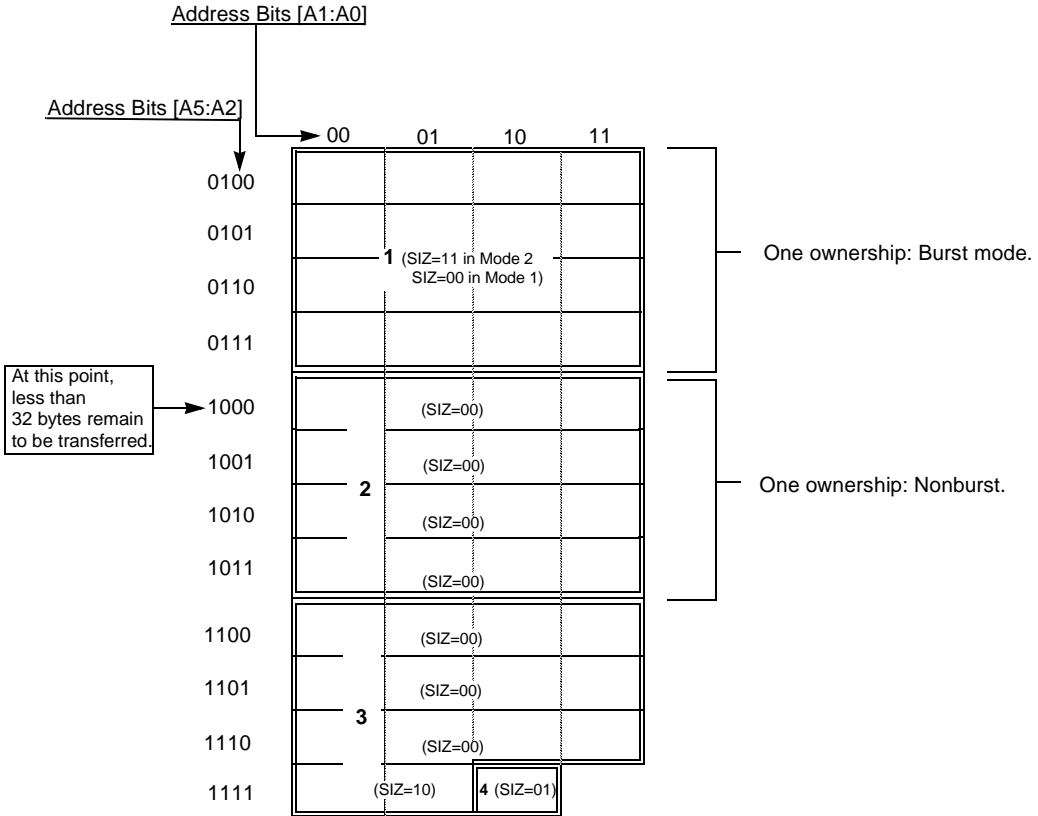 Address Bits [A1:A0]
Address Bits [A5:A2]
00 01 10 11
0100
0101
1 (SIZ=11 in Mode 2
SIZ=00 in Mode 1)
One ownership: Burst mode.
0110
0111
At this point,
less than
32 bytes remain
to be transferred.
1000 (SIZ=00)
1001 (SIZ=00)
2
One ownership: Nonburst.
1010 (SIZ=00)
1011 (SIZ=00)
1100 (SIZ=00)
1101 (SIZ=00)
3
1110 (SIZ=00)
1111 (SIZ=10) 4 (SIZ=01)